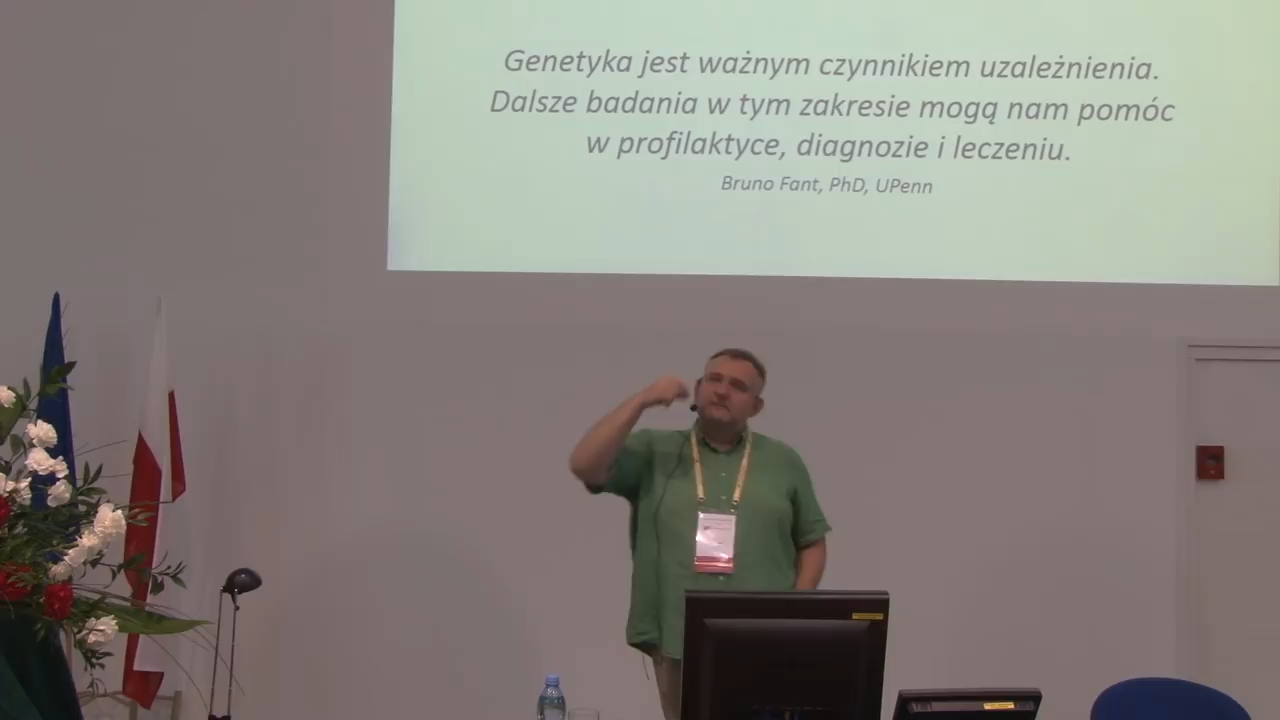 Genetyka jest ważnym czynnikiem uzależnienia.
Dalsze badania w tym zakresie mogą nam pomóc
w profilaktyce, diagnozie i leczeniu.
Bruno Fant, PhD, UPenn